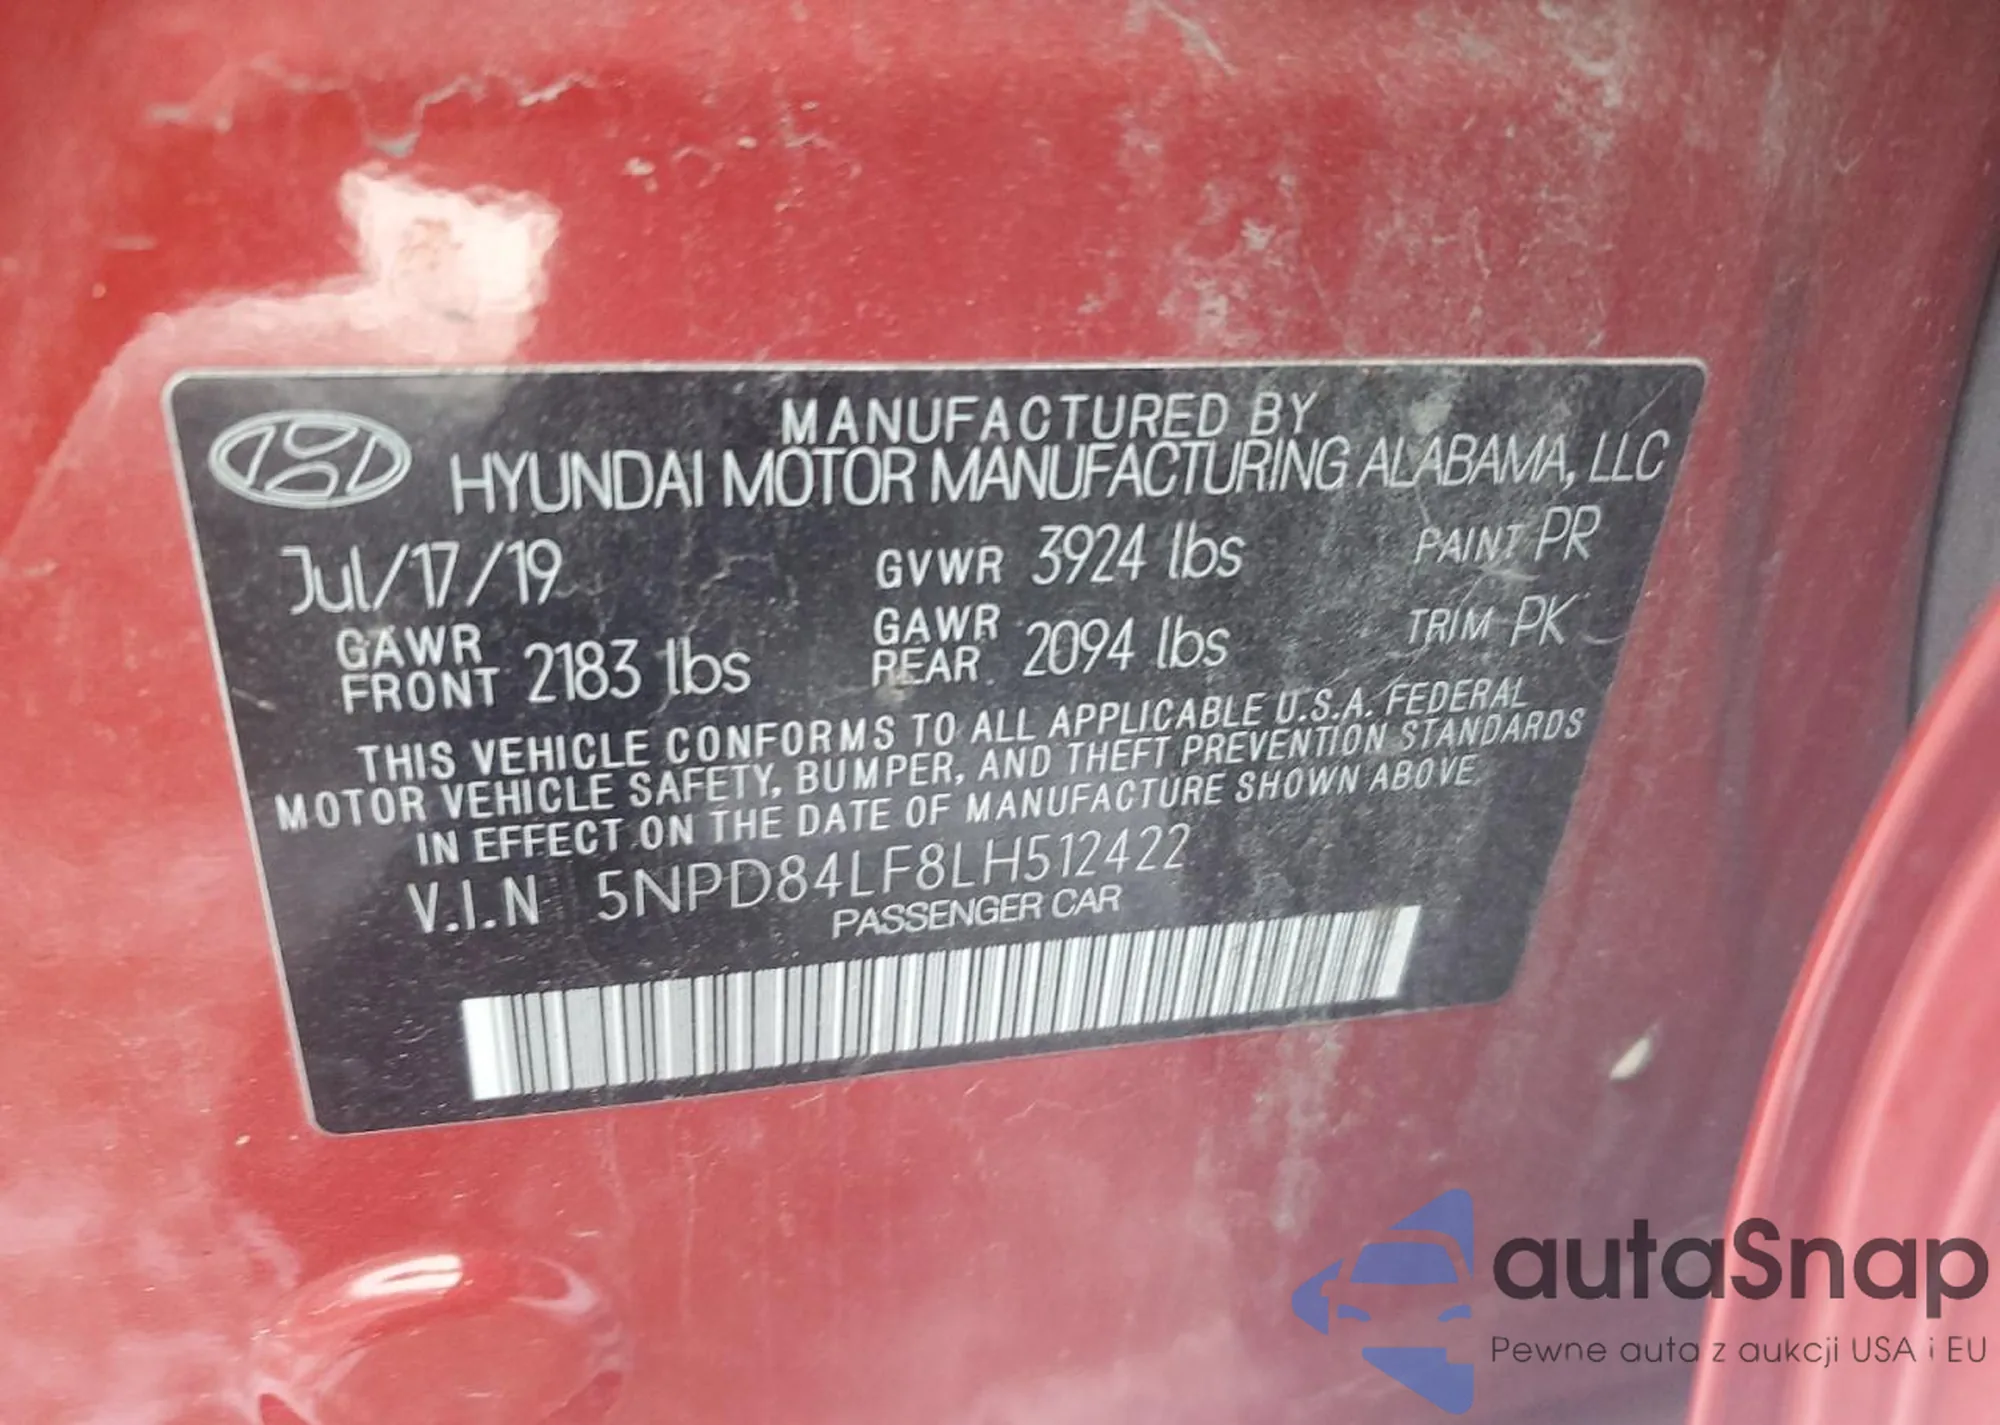 MANUFACTURED BY
HYUNDAI MOTOR MANUFACTURING ALABAMA, LLC
Jul/17/19 GVWR 3924 lbs PAINT PR
GAWR FRONT 2183 lbs GAWR REAR 2094 lbs TRIM PK
THIS VEHICLE CONFORMS TO ALL APPLICABLE U.S.A. FEDERAL
MOTOR VEHICLE SAFETY, BUMPER, AND THEFT PREVENTION STANDARDS
IN EFFECT ON THE DATE OF MANUFACTURE SHOWN ABOVE
V.I.N 5NPD84LF8LH512422
PASSENGER CAR
autaSnap
Pewne auta z aukcji USA i EU